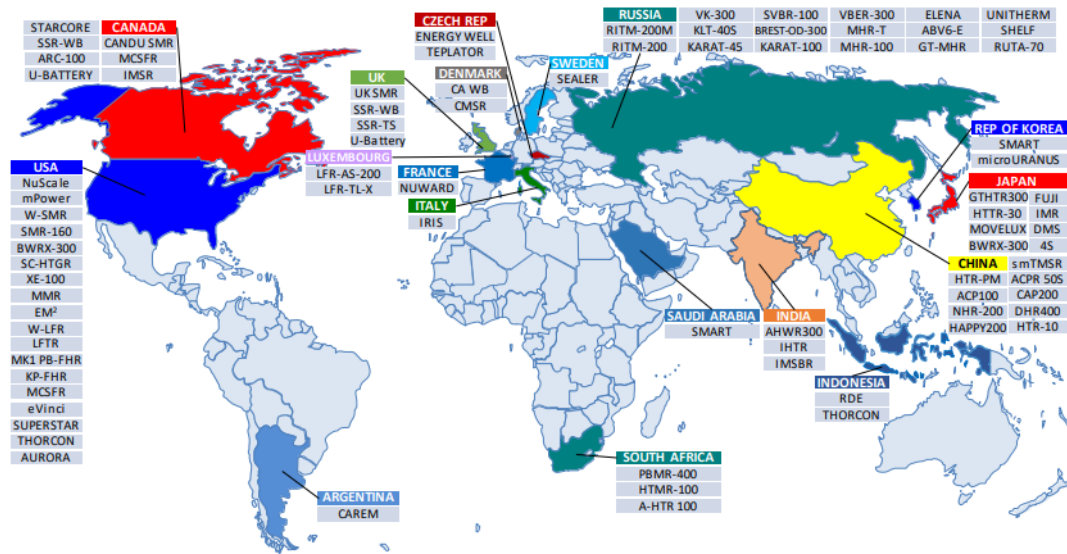 STARCORE CANADA
SSR-WB CANDU SMR
ARC-100 MCSFR
U-BATTERY IMSR
CZECH REP
ENERGY WELL
TEPLATOR
RUSSIA VK-300 SVBR-100 VBER-300 ELENA UNITHERM
RITM-200M KLT-40S BREST-OD-300 MHR-T ABV6-E SHELF
RITM-200 KARAT-45 KARAT-100 MHR-100 GT-MHR RUTA-70
UK
UK SMR
SSR-WB
SSR-TS
U-Battery
DENMARK
CA WB
CMSR
SWEDEN
SEALER
LUXEMBOURG
LFR-AS-200
LFR-TL-X
FRANCE
NUWARD
ITALY
IRIS
REP OF KOREA
SMART
microURANUS
JAPAN
GTHTR300 FUJI
HTTR-30 IMR
MOVELUX DMS
BWRX-300 4S
USA
NuScale
mPower
W-SMR
SMR-160
BWRX-300
SC-HTGR
XE-100
MMR
EM²
W-LFR
LFTR
MK1 PB-FHR
KP-FHR
MCSFR
eVinci
SUPERSTAR
THORCON
AURORA
CHINA smTMSR
HTR-PM ACPR 50S
ACP100 CAP200
NHR-200 DHR400
HAPPY200 HTR-10
SAUDI ARABIA
SMART
INDIA
AHWR300
IHTR
IMSBR
INDONESIA
RDE
THORCON
SOUTH AFRICA
PBMR-400
HTMR-100
A-HTR 100
ARGENTINA
CAREM